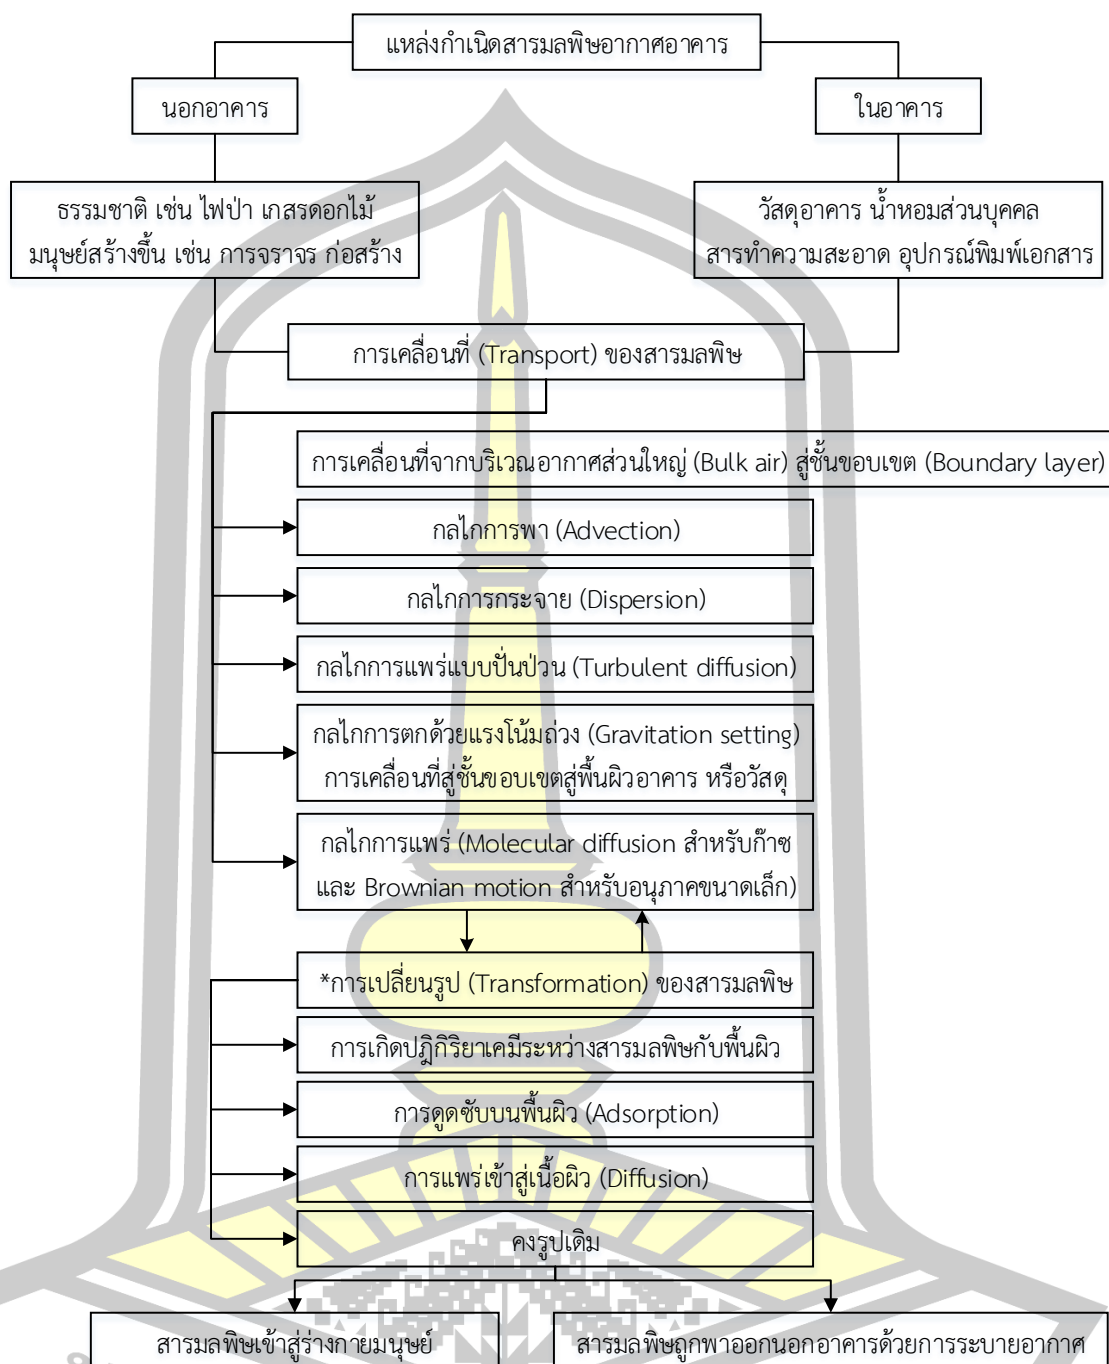 แหล่งกำเนิดสารมลพิษอากาศอาคาร
นอกอาคาร
ในอาคาร
ธรรมชาติ เช่น ไฟป่า เกสรดอกไม้
มนุษย์สร้างขึ้น เช่น การจราจร ก่อสร้าง
วัสดุอาคาร น้ำหอมส่วนบุคคล
สารทำความสะอาด อุปกรณ์พิมพ์เอกสาร
การเคลื่อนที่ (Transport) ของสารมลพิษ
การเคลื่อนที่จากบริเวณอากาศส่วนใหญ่ (Bulk air) สู่ชั้นขอบเขต (Boundary layer)
กลไกการพา (Advection)
กลไกการกระจาย (Dispersion)
กลไกการแพร่แบบปั่นป่วน (Turbulent diffusion)
กลไกการตกด้วยแรงโน้มถ่วง (Gravitation setting)
การเคลื่อนที่สู่ชั้นขอบเขตสู่พื้นผิวอาคาร หรือวัสดุ
กลไกการแพร่ (Molecular diffusion สำหรับก๊าซ
และ Brownian motion สำหรับอนุภาคขนาดเล็ก)
*การเปลี่ยนรูป (Transformation) ของสารมลพิษ
การเกิดปฏิกิริยาเคมีระหว่างสารมลพิษกับพื้นผิว
การดูดซับบนพื้นผิว (Adsorption)
การแพร่เข้าสู่เนื้อผิว (Diffusion)
คงรูปเดิม
สารมลพิษเข้าสู่ร่างกายมนุษย์
สารมลพิษถูกพาออกนอกอาคารด้วยการระบายอากาศ